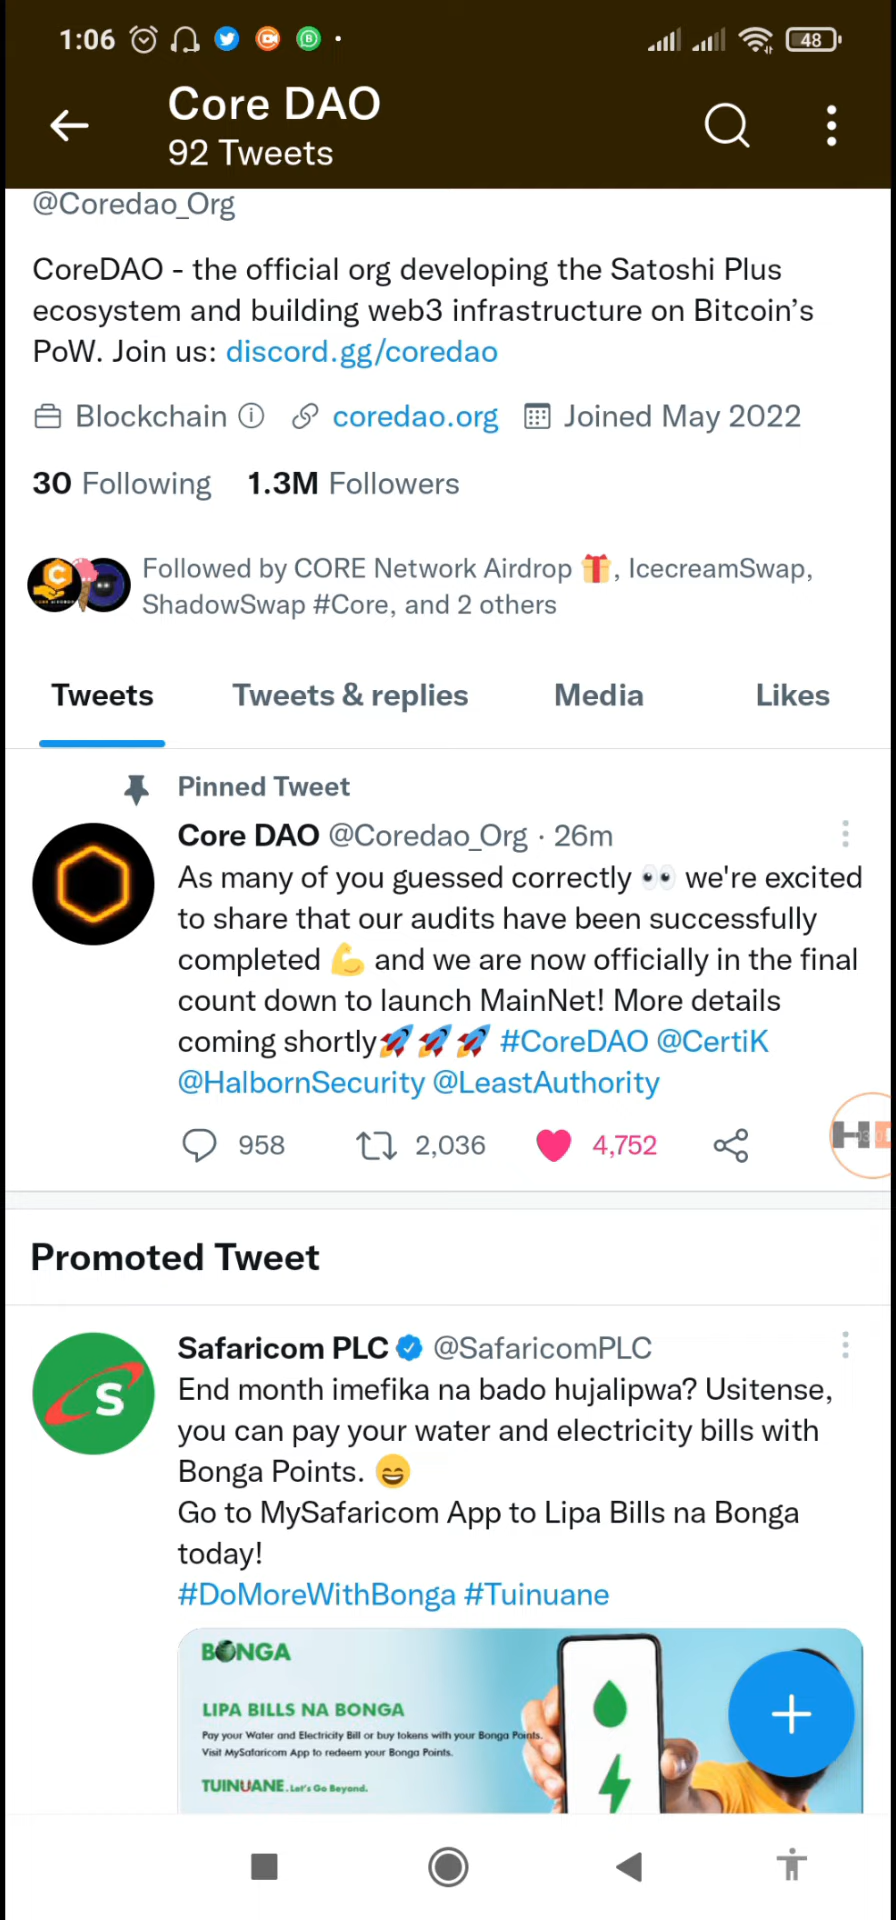 1:06
48
Core DAO
92 Tweets
@Coredao_Org
CoreDAO - the official org developing the Satoshi Plus
ecosystem and building web3 infrastructure on Bitcoin’s
PoW. Join us: discord.gg/coredao
Blockchain coredao.org Joined May 2022
30 Following 1.3M Followers
Followed by CORE Network Airdrop 🎁, IcecreamSwap,
ShadowSwap #Core, and 2 others
Tweets Tweets & replies Media Likes
Pinned Tweet
Core DAO @Coredao_Org · 26m
As many of you guessed correctly 👀 we're excited
to share that our audits have been successfully
completed 💪 and we are now officially in the final
count down to launch MainNet! More details
coming shortly🚀🚀🚀 #CoreDAO @CertiK
@HalbornSecurity @LeastAuthority
958 2,036 4,752
Promoted Tweet
Safaricom PLC @SafaricomPLC
End month imefika na bado hujalipwa? Usitense,
you can pay your water and electricity bills with
Bonga Points. 😄
Go to MySafaricom App to Lipa Bills na Bonga
today!
#DoMoreWithBonga #Tuinuane
BONGA
LIPA BILLS NA BONGA
Pay your Water and Electricity Bill or buy tokens with your Bonga Points.
Visit MySafaricom App to redeem your Bonga Points.
TUINUANE. Let's Go Beyond.